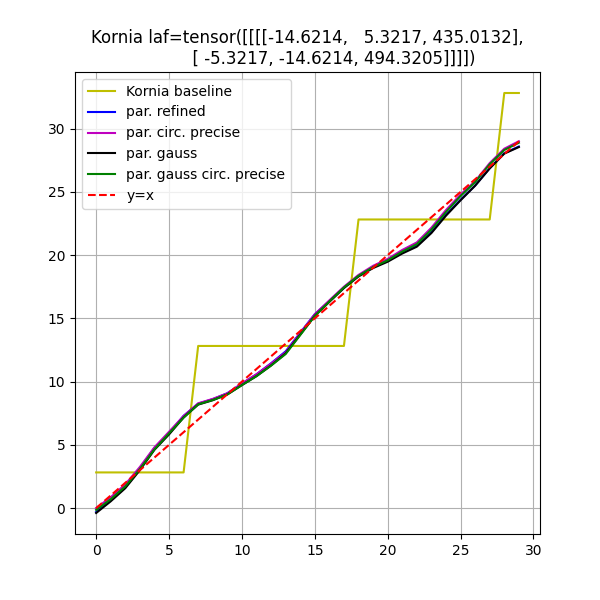 Kornia laf=tensor([[[[-14.6214,   5.3217, 435.0132],
[ -5.3217, -14.6214, 494.3205]]]])
Kornia baseline
par. refined
par. circ. precise
par. gauss
par. gauss circ. precise
y=x
30
25
20
15
10
5
0
0 5 10 15 20 25 30